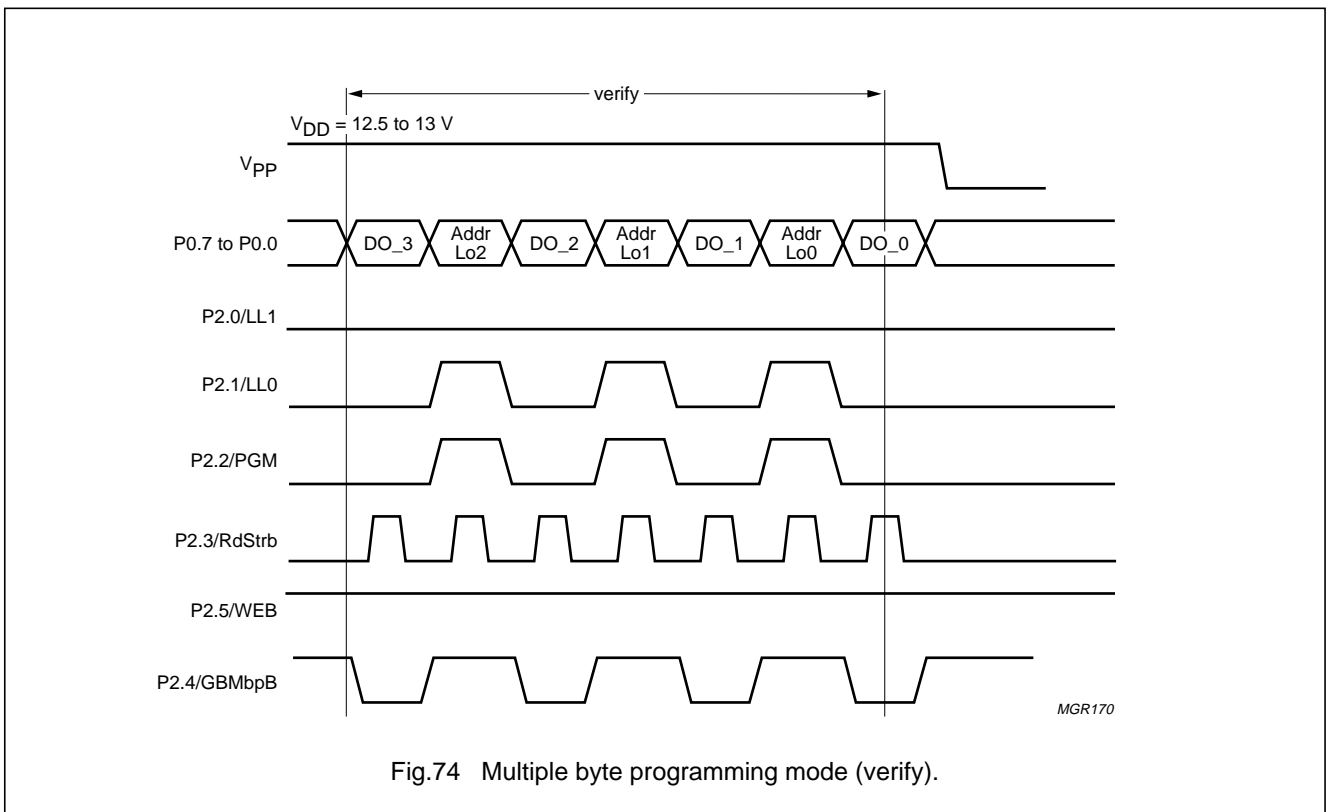 verify
VDD = 12.5 to 13 V
VPP
P0.7 to P0.0
DO_3
Addr
Lo2
DO_2
Addr
Lo1
DO_1
Addr
Lo0
DO_0
P2.0/LL1
P2.1/LL0
P2.2/PGM
P2.3/RdStrb
P2.5/WEB
P2.4/GBMbpB
MGR170
Fig.74 Multiple byte programming mode (verify).